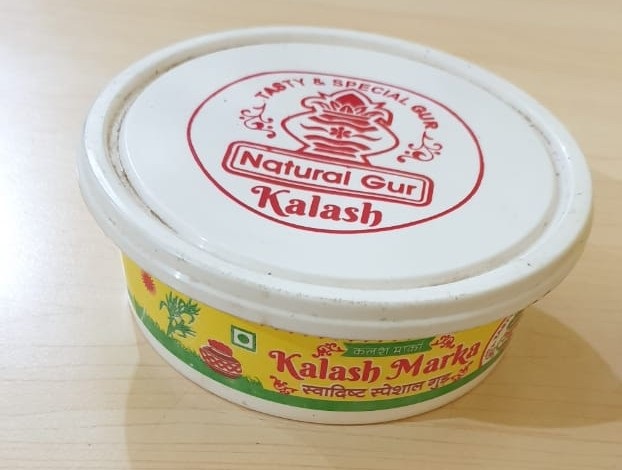 TASTY & SPECIAL GUR
Natural Gur
Kalash
कलश मार्का
Kalash Marka
स्वादिष्ट स्पेशल गुड़